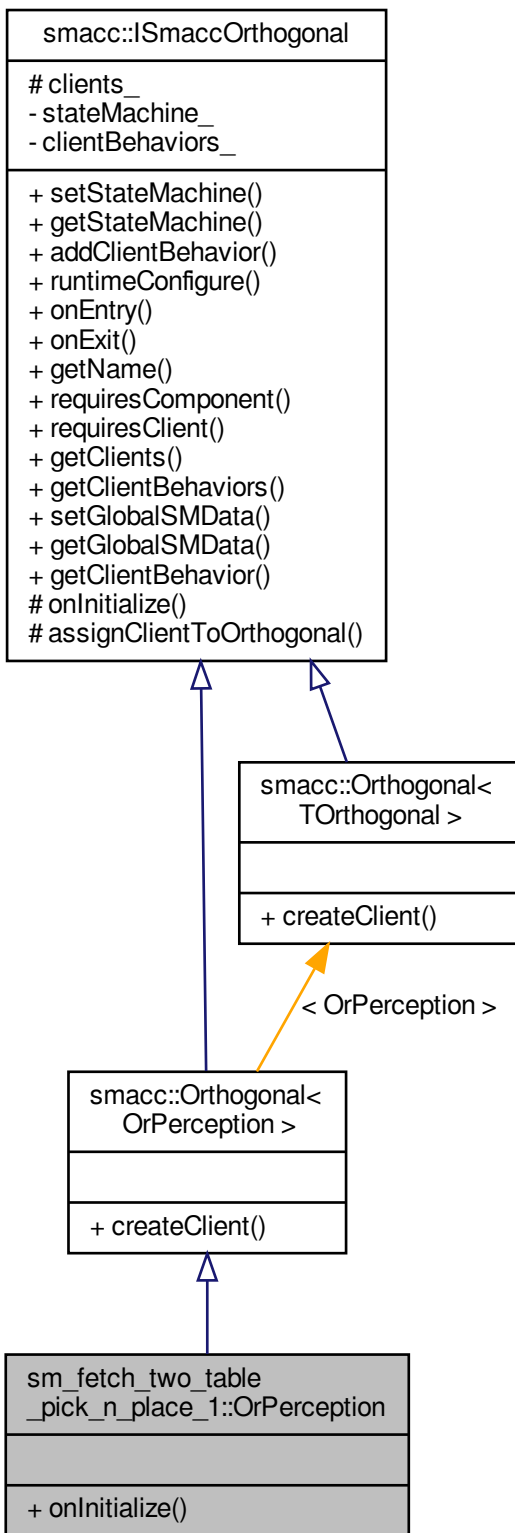 smacc::ISmaccOrthogonal
# clients_
- stateMachine_
- clientBehaviors_
+ setStateMachine()
+ getStateMachine()
+ addClientBehavior()
+ runtimeConfigure()
+ onEntry()
+ onExit()
+ getName()
+ requiresComponent()
+ requiresClient()
+ getClients()
+ getClientBehaviors()
+ setGlobalSMData()
+ getGlobalSMData()
+ getClientBehavior()
# onInitialize()
# assignClientToOrthogonal()
smacc::Orthogonal<
TOrthogonal >
+ createClient()
< OrPerception >
smacc::Orthogonal<
OrPerception >
+ createClient()
sm_fetch_two_table
_pick_n_place_1::OrPerception
+ onInitialize()